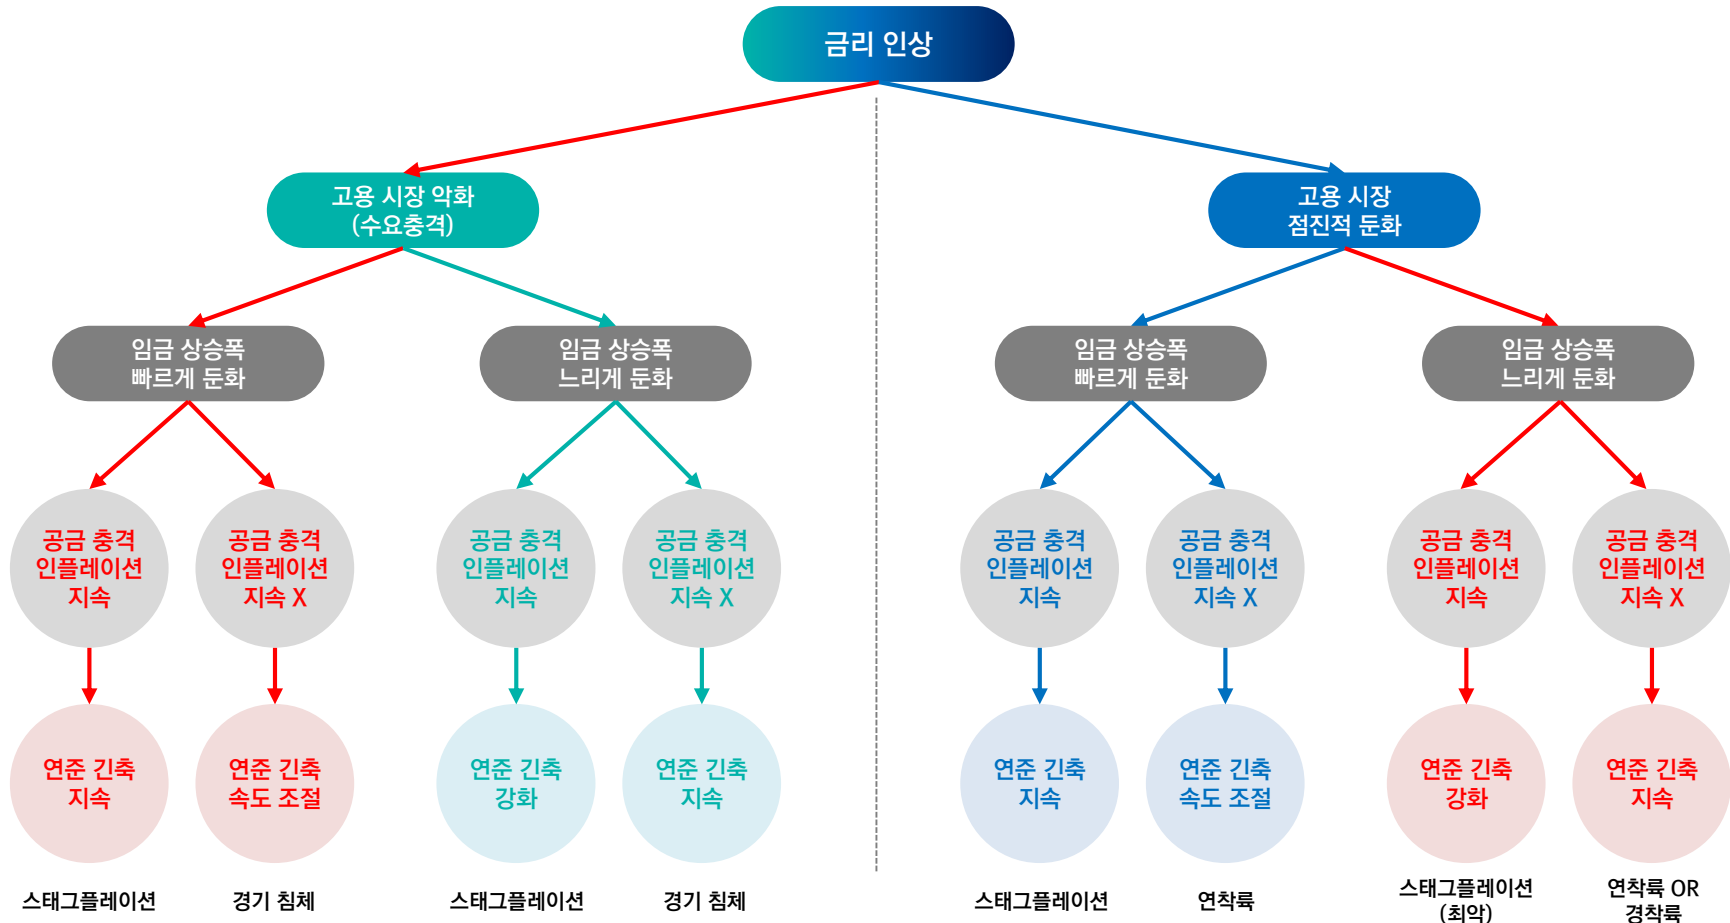 금리 인상
고용 시장 악화
(수요충격)
고용 시장
점진적 둔화
임금 상승폭
빠르게 둔화
임금 상승폭
느리게 둔화
임금 상승폭
빠르게 둔화
임금 상승폭
느리게 둔화
공급 충격
인플레이션
지속
공급 충격
인플레이션
지속 X
공급 충격
인플레이션
지속
공급 충격
인플레이션
지속 X
공급 충격
인플레이션
지속
공급 충격
인플레이션
지속 X
공급 충격
인플레이션
지속
공급 충격
인플레이션
지속 X
연준 긴축
지속
연준 긴축
속도 조절
연준 긴축
강화
연준 긴축
지속
연준 긴축
지속
연준 긴축
속도 조절
연준 긴축
강화
연준 긴축
지속
스태그플레이션
경기 침체
스태그플레이션
경기 침체
스태그플레이션
연착륙
스태그플레이션
(최악)
연착륙 OR
경착륙